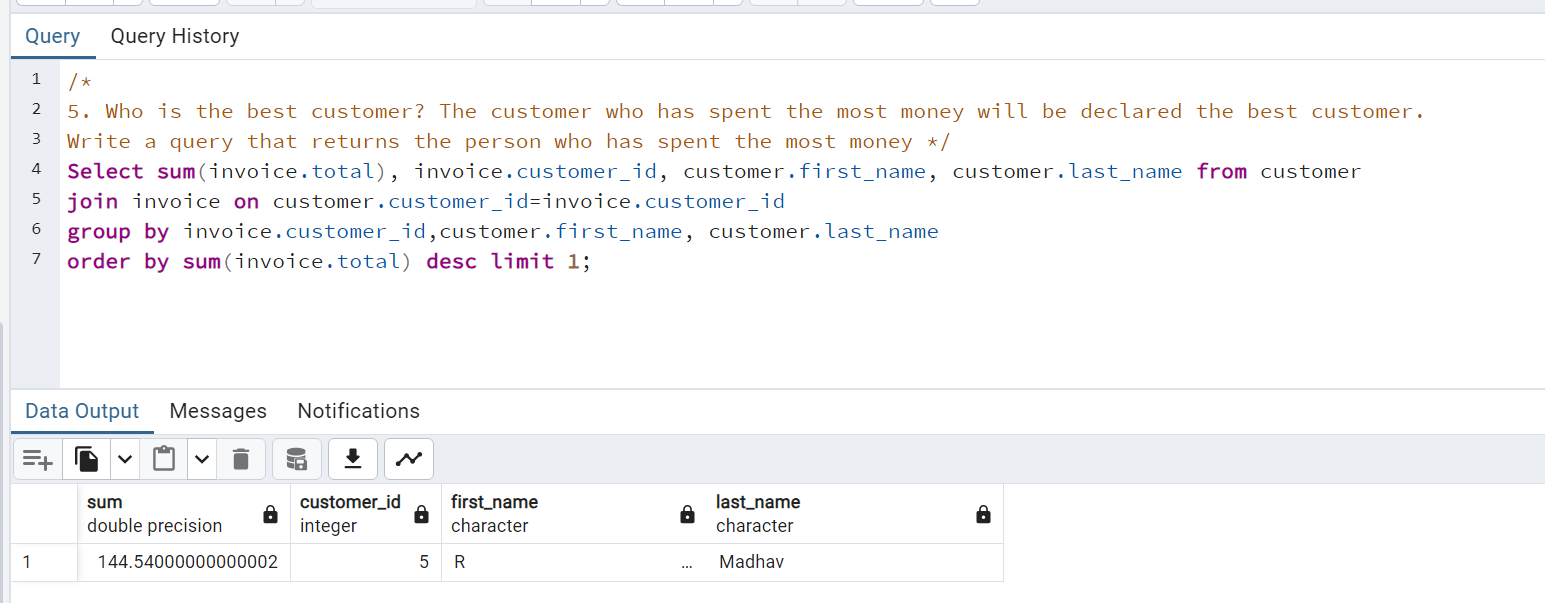 Query Query History
1 /*
2 5. Who is the best customer? The customer who has spent the most money will be declared the best customer.
3 Write a query that returns the person who has spent the most money */
4 Select sum(invoice.total), invoice.customer_id, customer.first_name, customer.last_name from customer
5 join invoice on customer.customer_id=invoice.customer_id
6 group by invoice.customer_id,customer.first_name, customer.last_name
7 order by sum(invoice.total) desc limit 1;
Data Output Messages Notifications
sum customer_id first_name last_name
double precision integer character character
1 144.54000000000002 5 R ... Madhav